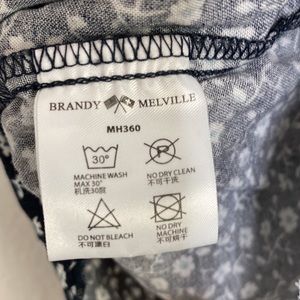 BRANDY MELVILLE
MH360
30°
MACHINE WASH
MAX 30°
机洗30度
NO DRY CLEAN
不可干洗
DO NOT BLEACH
不可漂白
NO DRY MACHINE
不可烘干